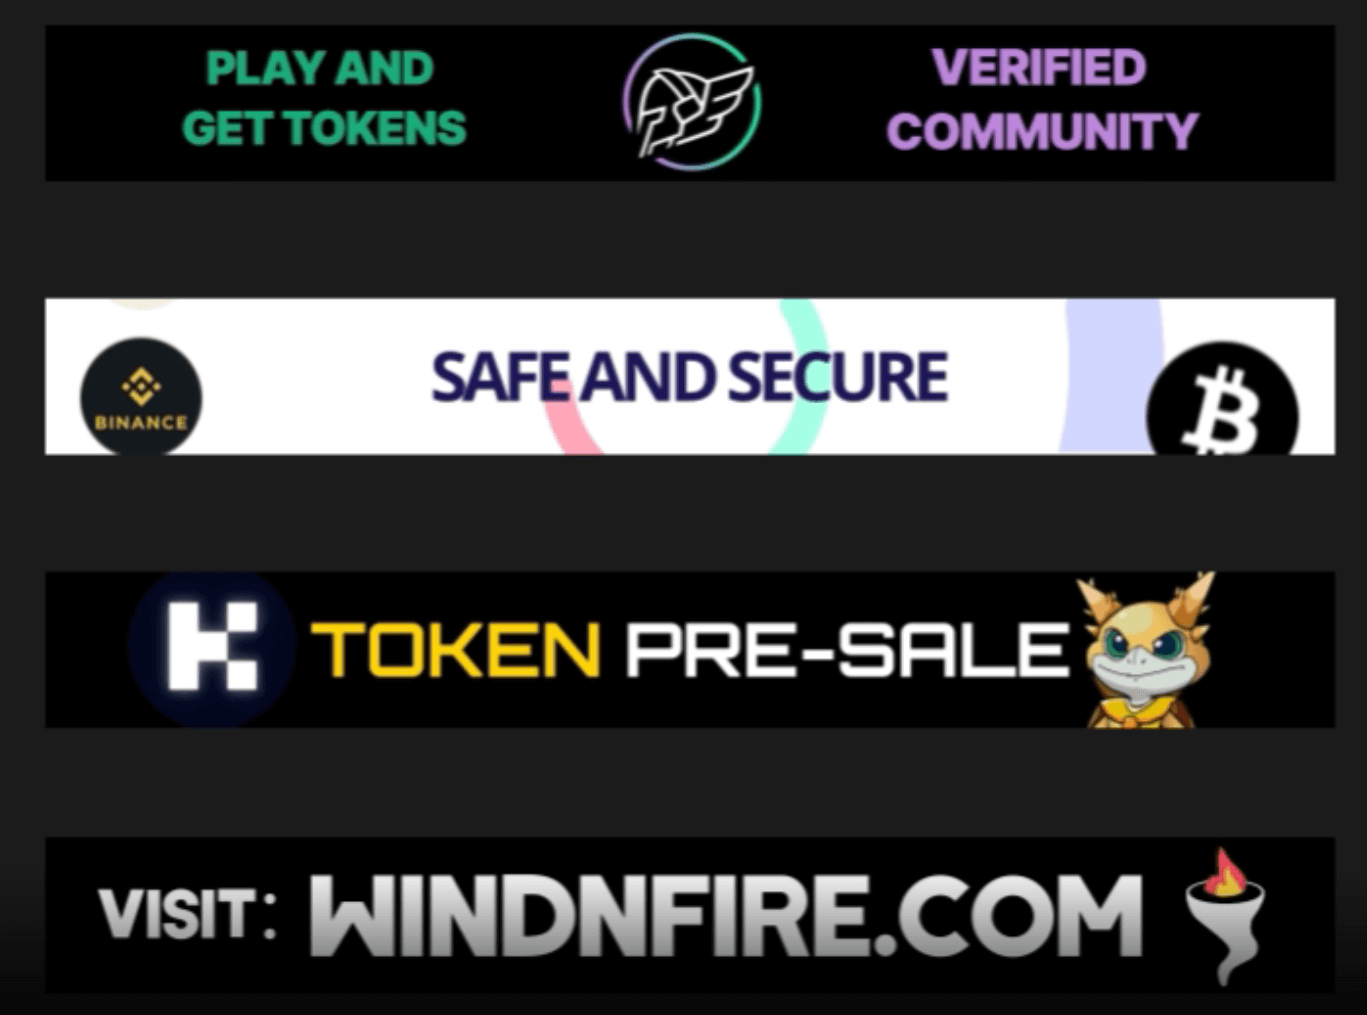 PLAY AND
GET TOKENS
VERIFIED
COMMUNITY
BINANCE
SAFE AND SECURE
TOKEN PRE-SALE
VISIT: WINDNFIRE.COM